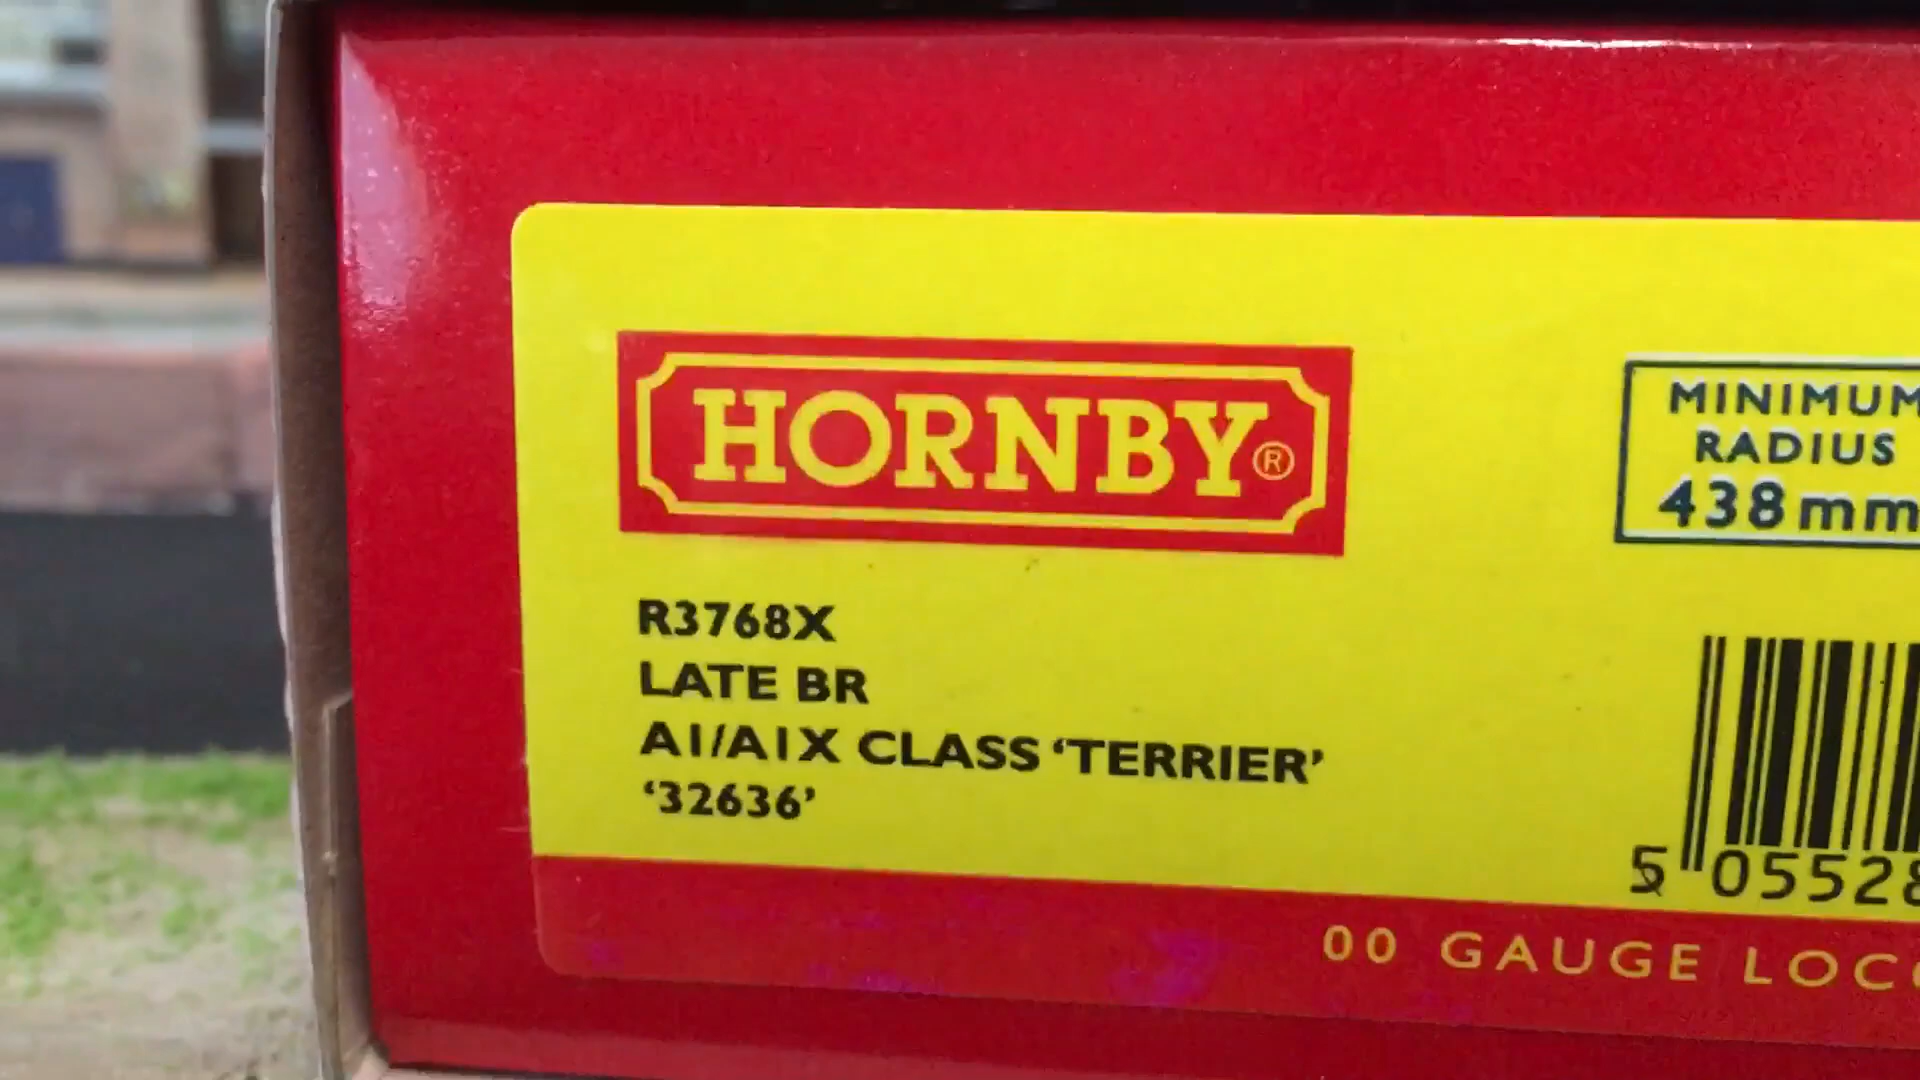 HORNBY®
MINIMUM
RADIUS
438mm
R3768X
LATE BR
A1/A1X CLASS ‘TERRIER’
‘32636’
5 05528
00 GAUGE LOCO